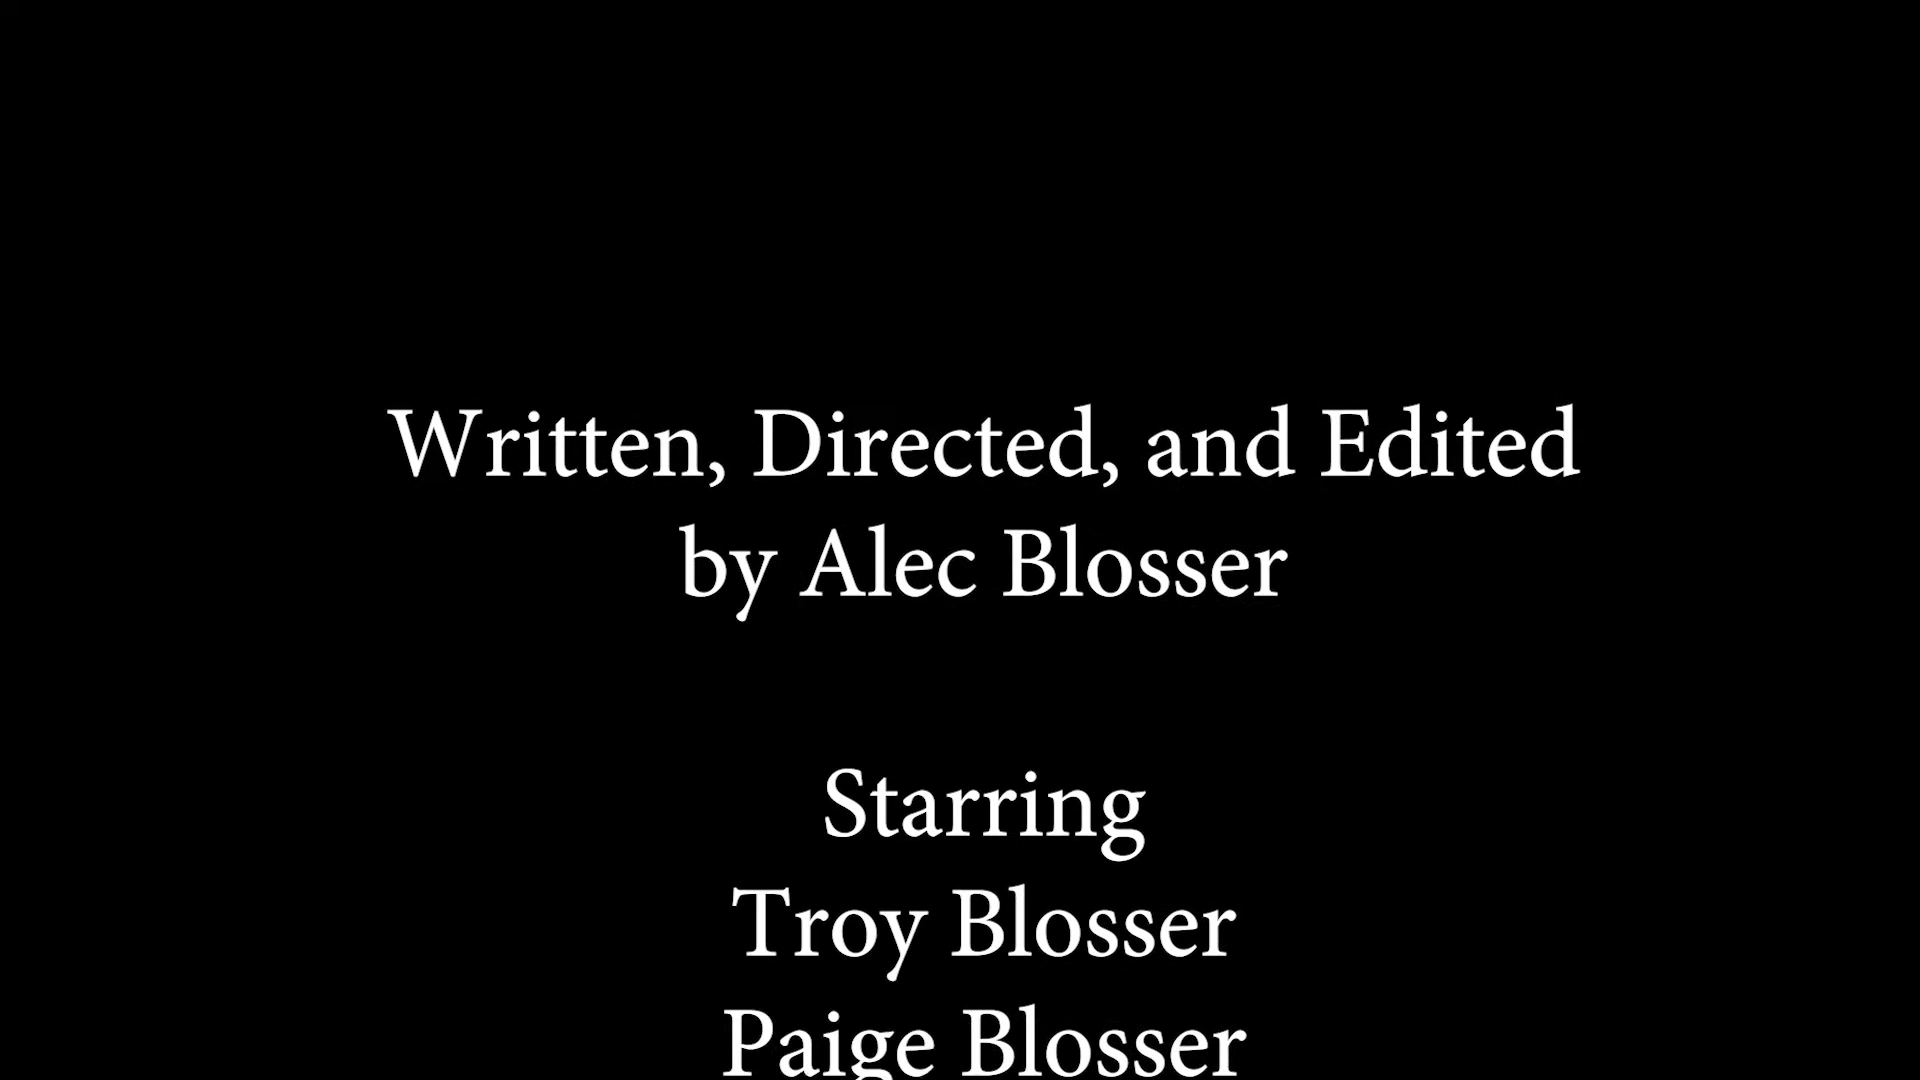 Written, Directed, and Edited
by Alec Blosser
Starring
Troy Blosser
Paige Blosser